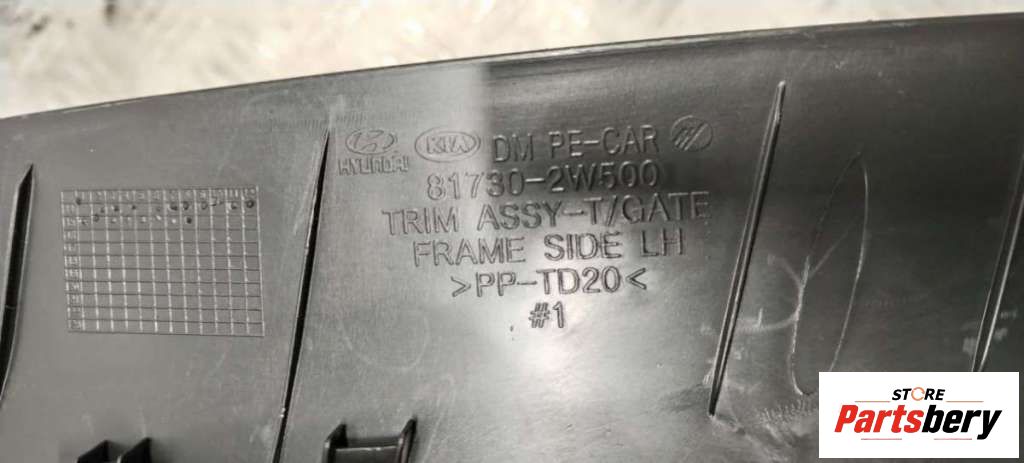 HYUNDAI KIA DM PE-CAR
81730-2W500
TRIM ASSY-T/GATE
FRAME SIDE LH
>PP-TD20<
#1
STORE
Partsbery